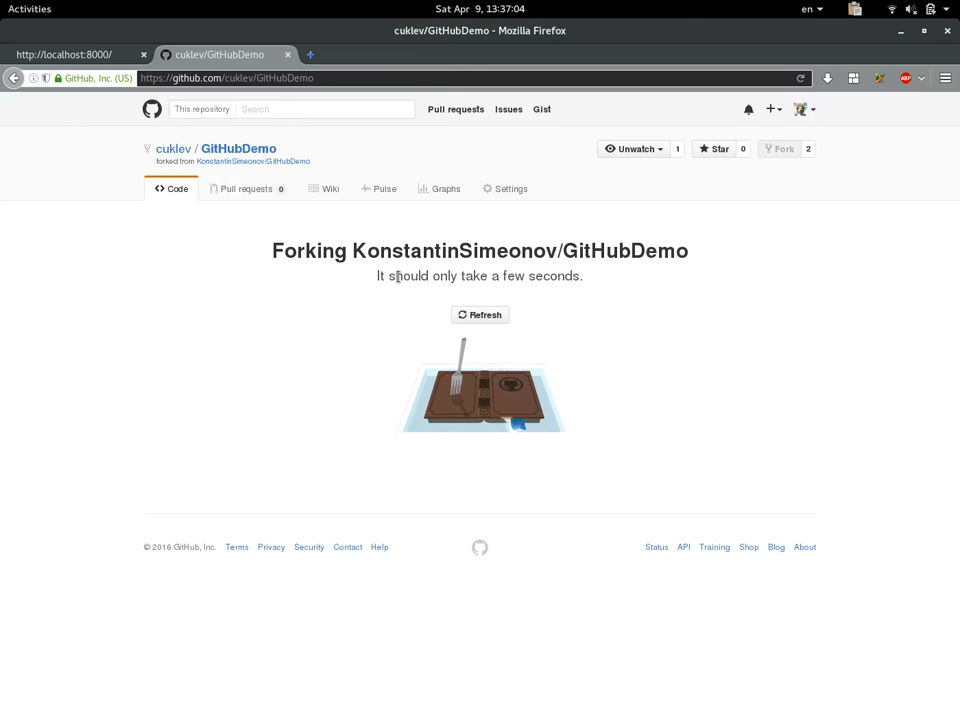 Activities
Sat Apr 9, 13:37:04
en
cuklev/GitHubDemo - Mozilla Firefox
http://localhost:8000/
cuklev/GitHubDemo
GitHub, Inc. (US)
https://github.com/cuklev/GitHubDemo
This repository
Search
Pull requests
Issues
Gist
cuklev / GitHubDemo
forked from KonstantinSimeonov/GitHubDemo
Unwatch 1
Star 0
Fork 2
Code
Pull requests 0
Wiki
Pulse
Graphs
Settings
Forking KonstantinSimeonov/GitHubDemo
It should only take a few seconds.
Refresh
© 2016 GitHub, Inc.
Terms
Privacy
Security
Contact
Help
Status
API
Training
Shop
Blog
About